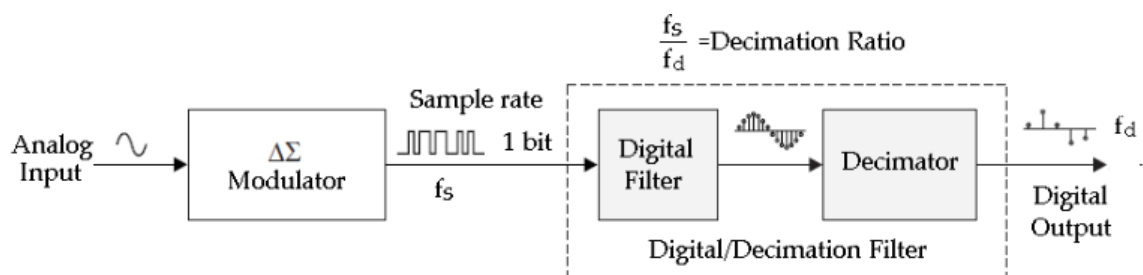 fs
fd
=Decimation Ratio
Sample rate
1 bit
fs
Analog
Input
ΔΣ
Modulator
Digital
Filter
Decimator
fd
Digital
Output
Digital/Decimation Filter